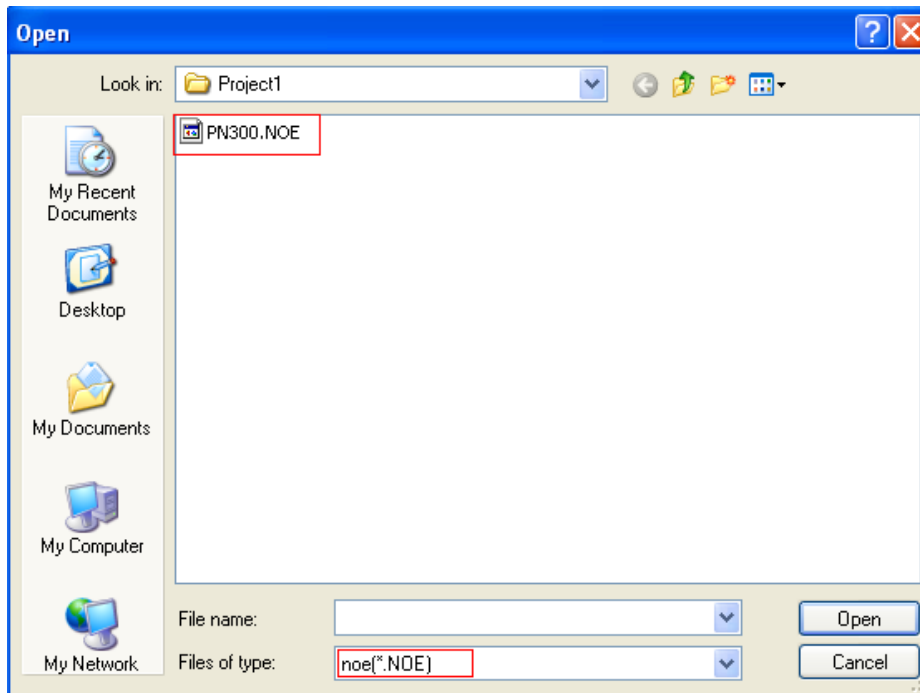 Open
Look in:
Project1
PN300.NOE
My Recent
Documents
Desktop
My Documents
My Computer
My Network
File name:
Open
Files of type:
noe(*.NOE)
Cancel